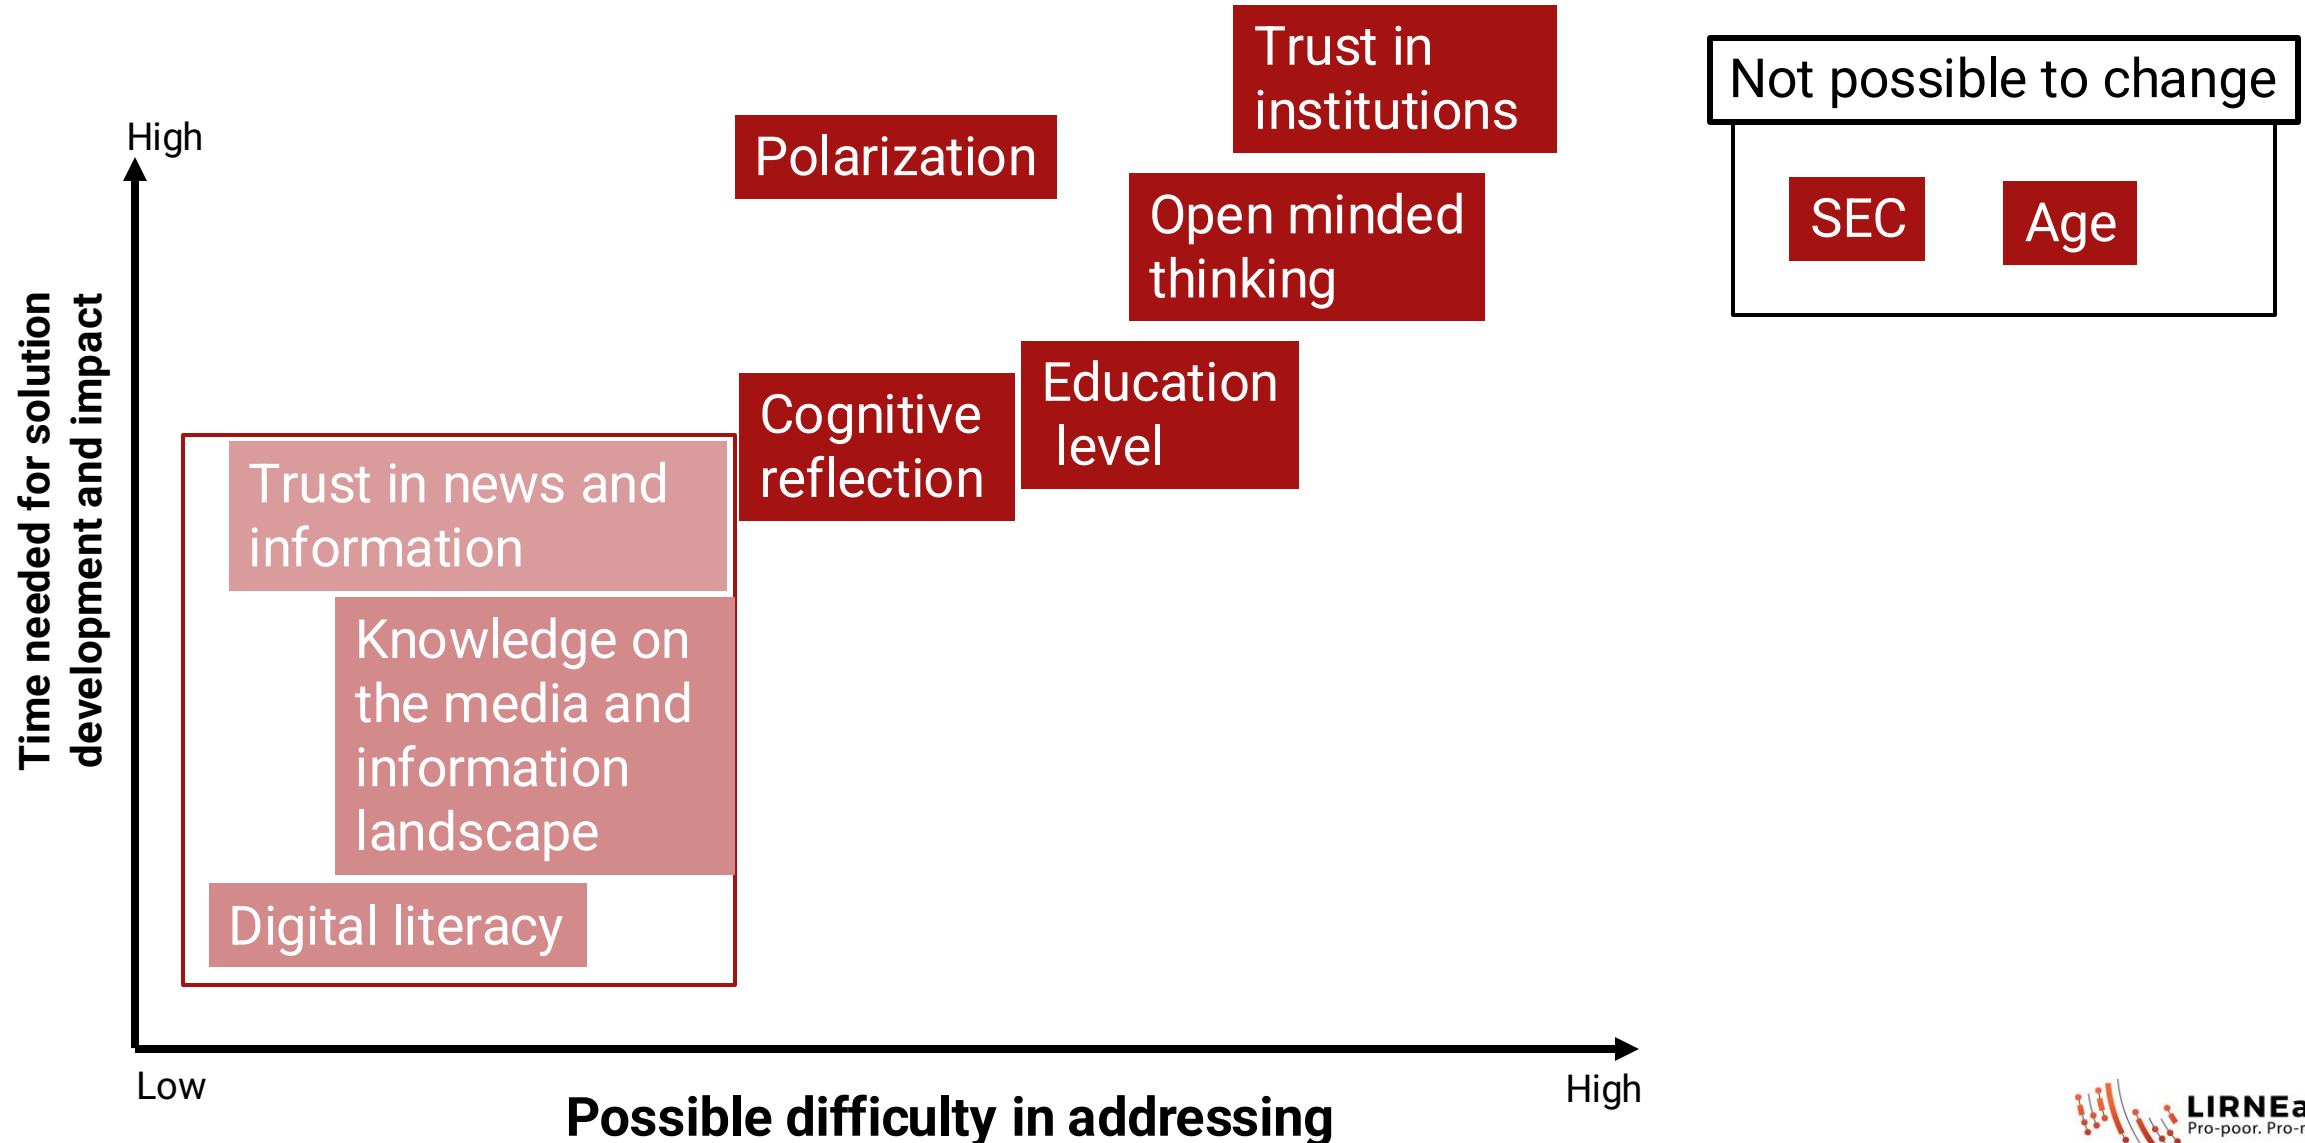 Trust in
institutions
Not possible to change
High
Polarization
SEC
Age
Open minded
thinking
Time needed for solution
development and impact
Cognitive
reflection
Education
level
Trust in news and
information
Knowledge on
the media and
information
landscape
Digital literacy
Low
High
Possible difficulty in addressing
LIRNEa
Pro-poor. Pro-